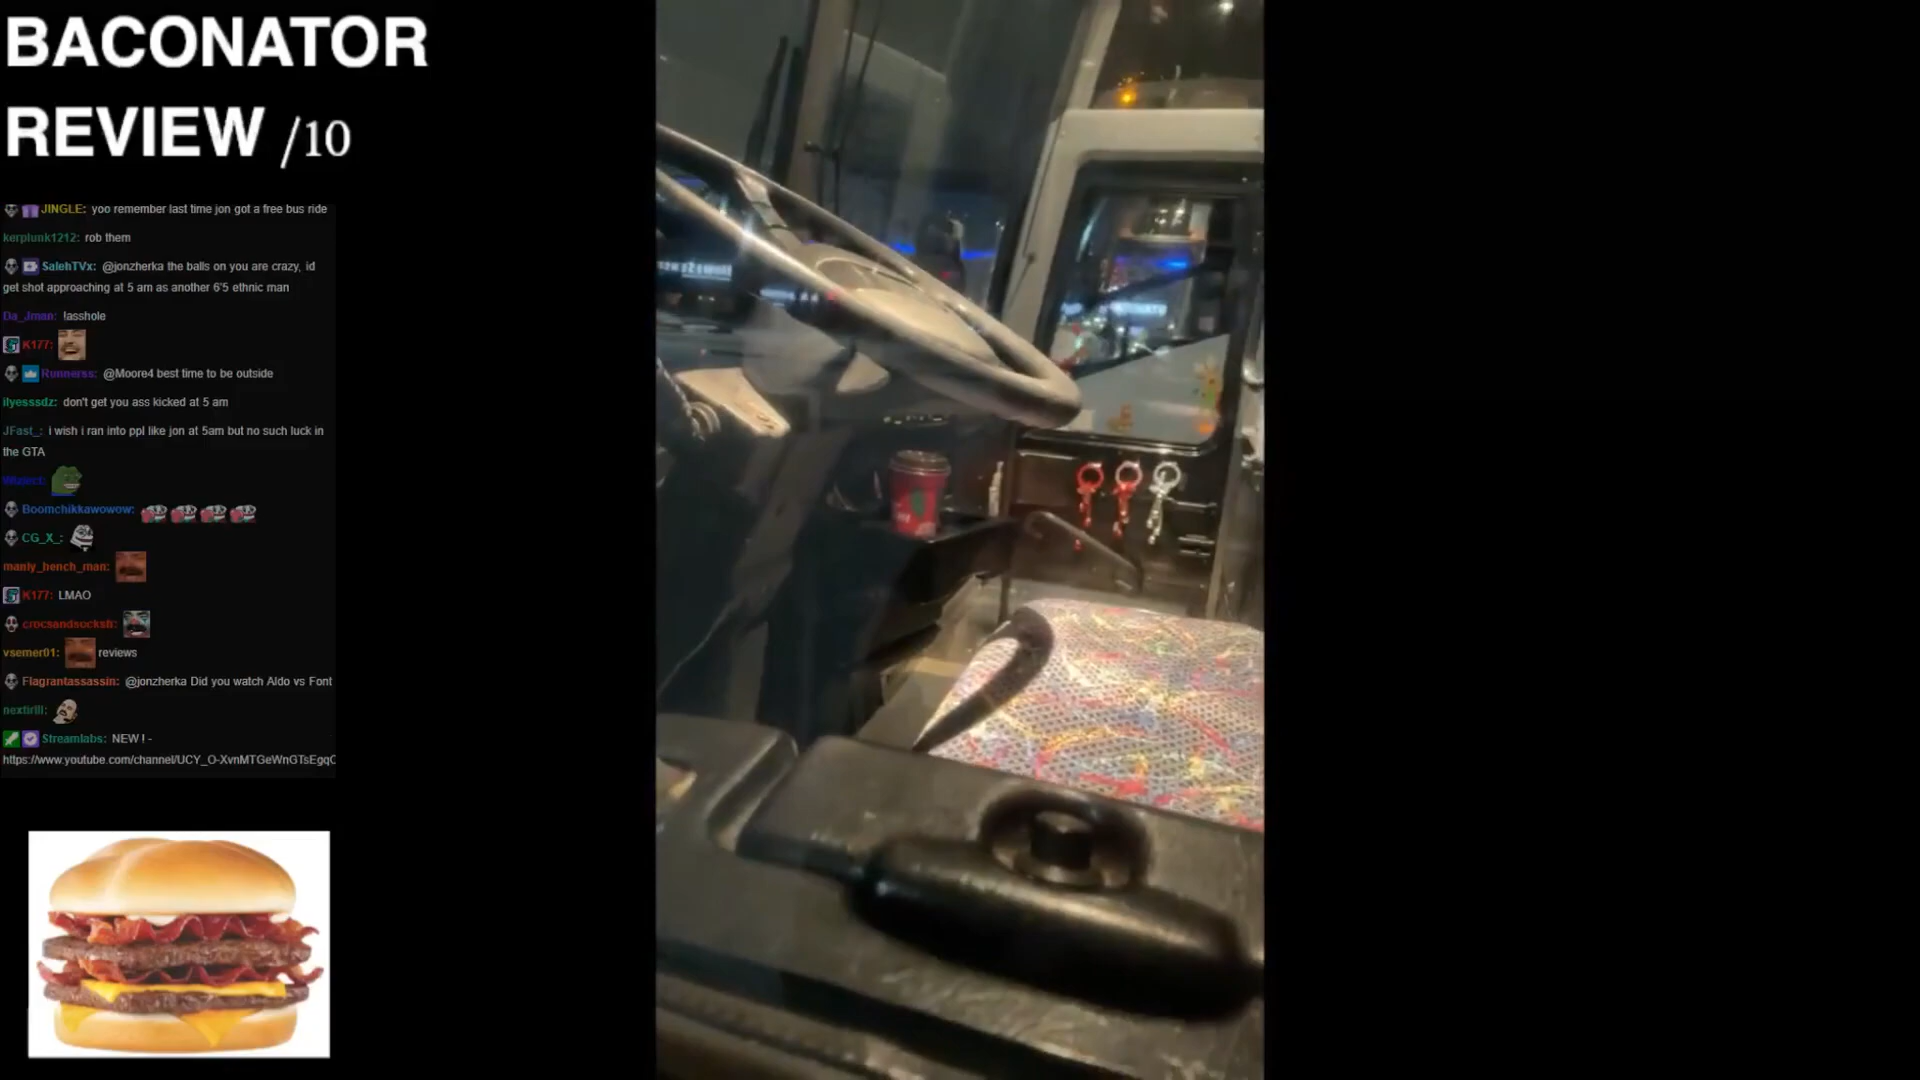 BACONATOR
REVIEW /10
JINGLE: yoo remember last time jon got a free bus ride
kerplunk1212: rob them
SalehTVx: @jonzherka the balls on you are crazy, id
get shot approaching at 5 am as another 6'5 ethnic man
Da_Jman: !asshole
K177:
Runnerss: @Moore4 best time to be outside
ilyesssdz: don't get you ass kicked at 5 am
JFast_: i wish i ran into ppl like jon at 5am but no such luck in
the GTA
Boomchikkawowow:
CG_X_:
manly_hench_man:
K177: LMAO
crocsandsocksfr:
vsemer01: reviews
Flagrantassassin: @jonzherka Did you watch Aldo vs Font
nextirlll:
Streamlabs: NEW ! -
https://www.youtube.com/channel/UCY_O-XvnMTGeWnGTsEgqC